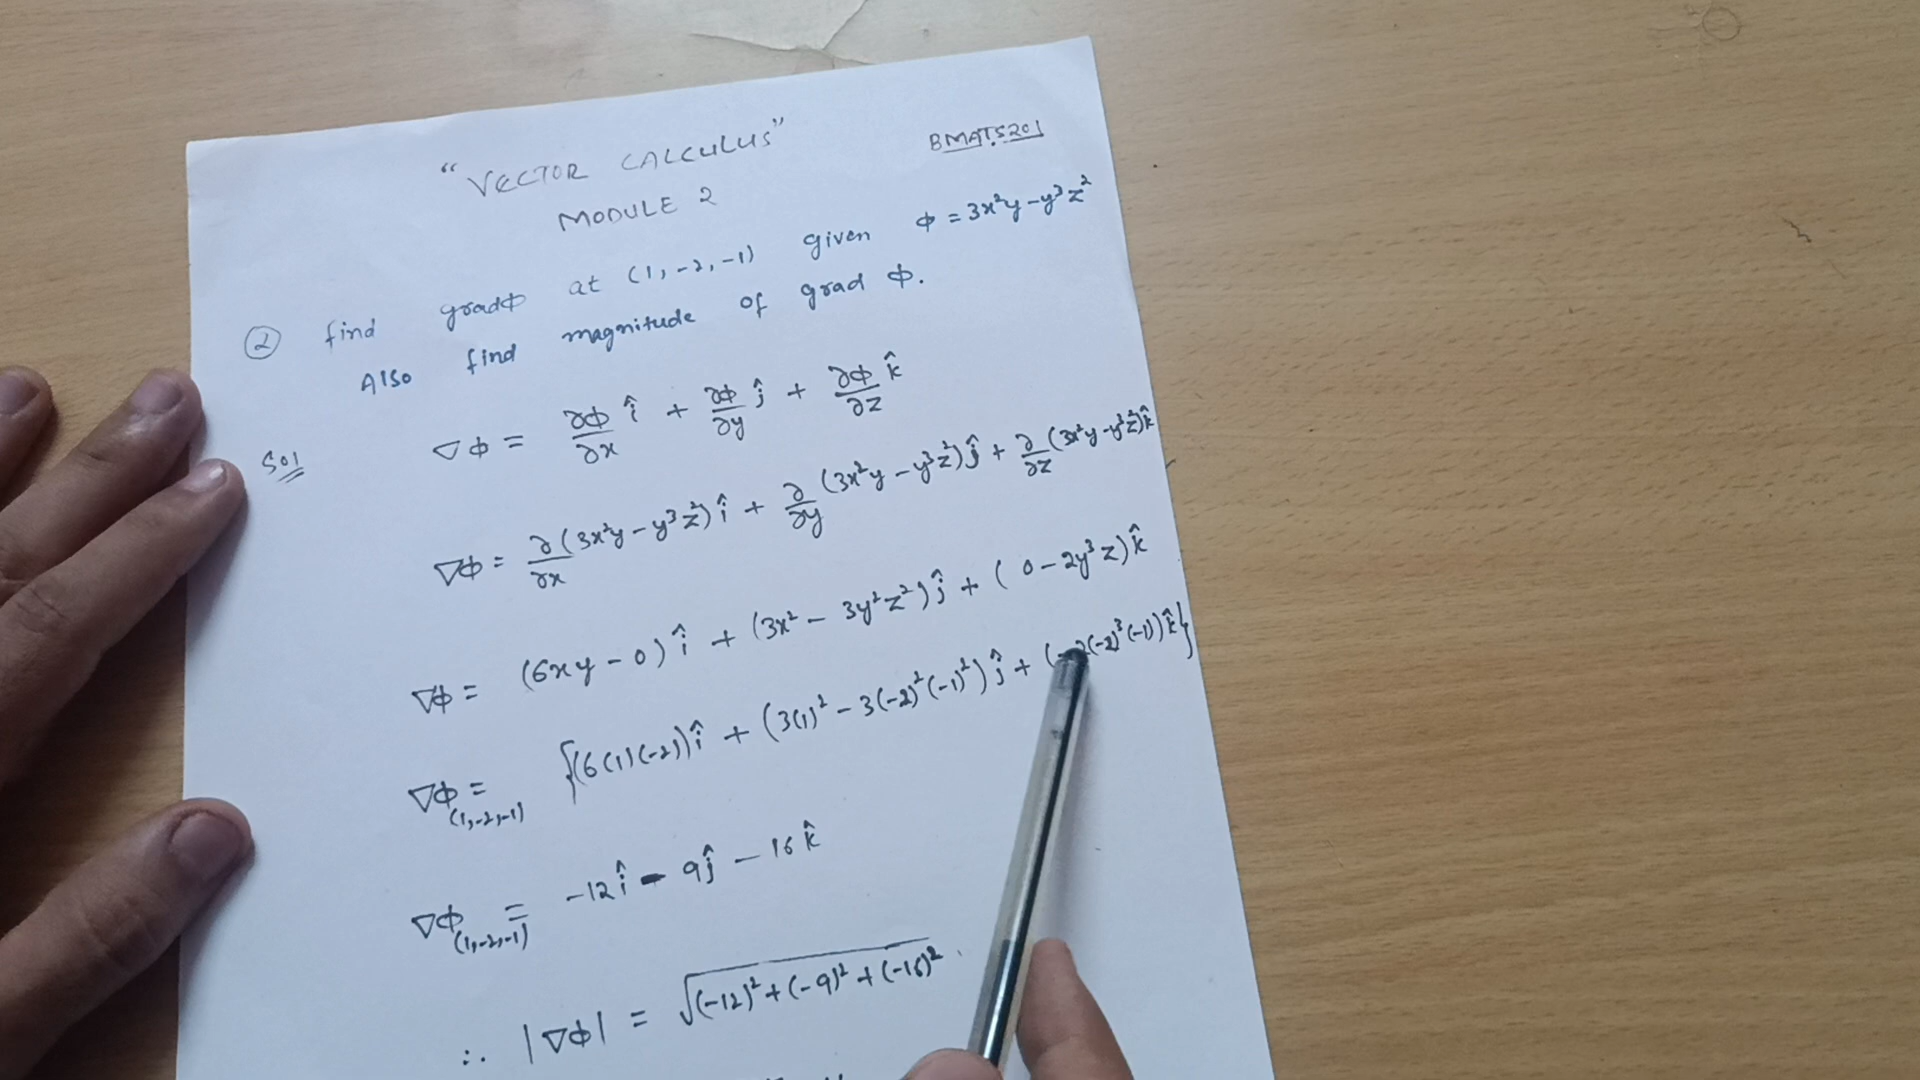 "VECTOR CALCULUS"
BMATS201
MODULE 2
② find gradφ at (1, -2, -1) given φ = 3x²y - y³z²
Also find magnitude of grad φ.
Sol ∇φ = ∂φ/∂x î + ∂φ/∂y ĵ + ∂φ/∂z k̂
∇φ = ∂/∂x (3x²y - y³z²) î + ∂/∂y (3x²y - y³z²) ĵ + ∂/∂z (3x²y - y³z²) k̂
∇φ = (6xy - 0) î + (3x² - 3y²z²) ĵ + (0 - 2y³z) k̂
∇φ(1,-2,-1) = {(6(1)(-2)) î + (3(1)² - 3(-2)²(-1)²) ĵ + (-2(-2)³(-1)) k̂}
∇φ(1,-2,-1) = -12 î - 9 ĵ - 16 k̂
∴ |∇φ| = √((-12)² + (-9)² + (-16)²)